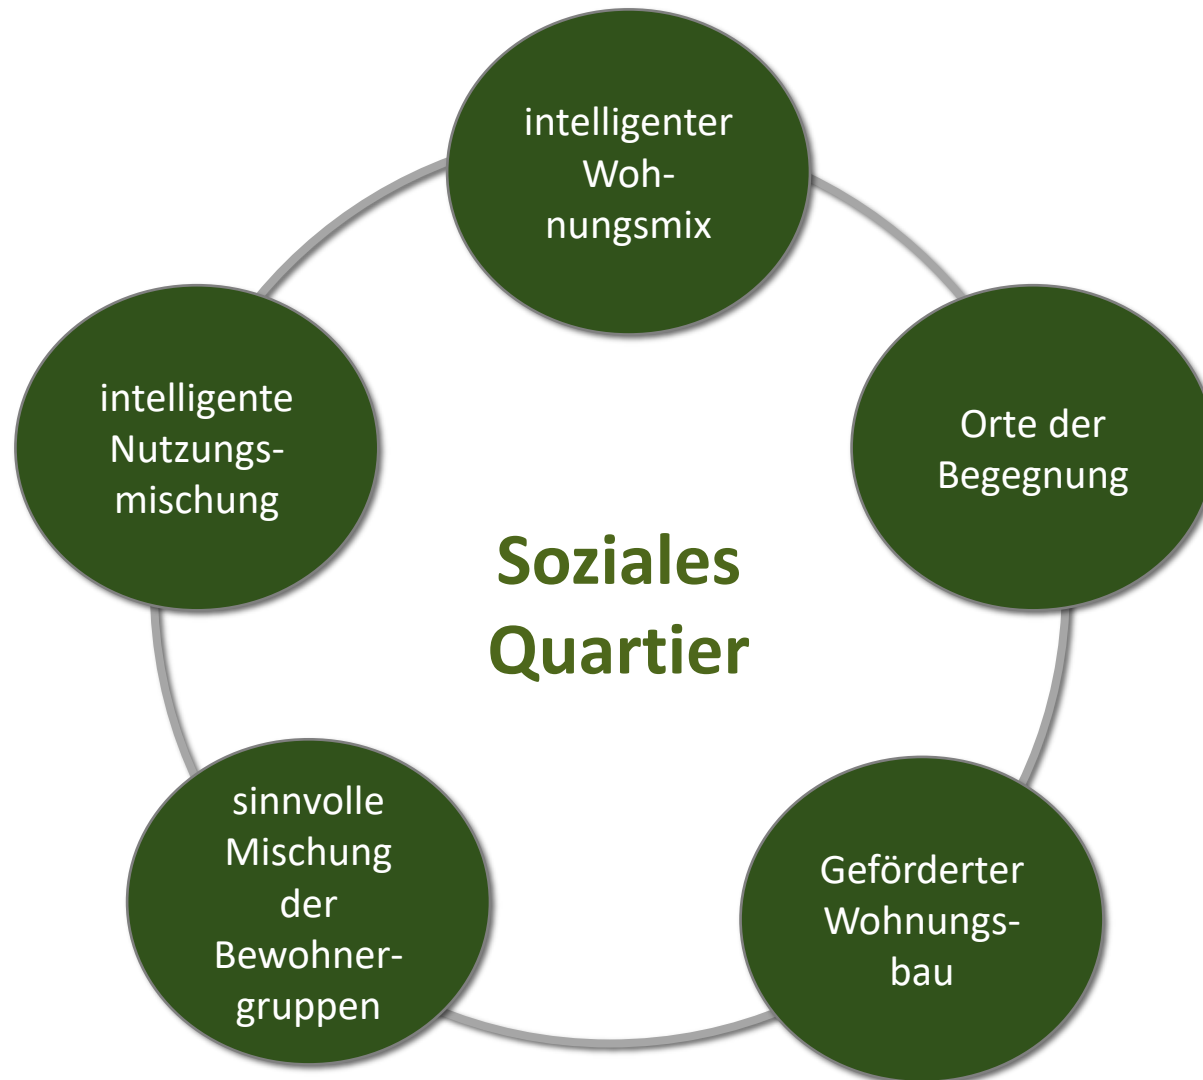 intelligenter
Woh-
nungsmix
Orte der
Begegnung
Geförderter
Wohnungs-
bau
sinnvolle
Mischung
der
Bewohner-
gruppen
intelligente
Nutzungs-
mischung
Soziales
Quartier